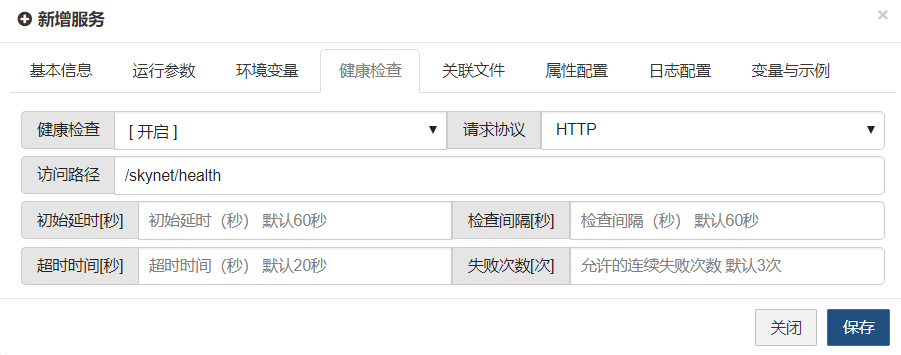 新增服务
×
基本信息 运行参数 环境变量 健康检查 关联文件 属性配置 日志配置 变量与示例
健康检查 [ 开启 ] 请求协议 HTTP
访问路径 /skynet/health
初始延时[秒] 初始延时（秒） 默认60秒 检查间隔[秒] 检查间隔（秒） 默认60秒
超时时间[秒] 超时时间（秒） 默认20秒 失败次数[次] 允许的连续失败次数 默认3次
关闭 保存